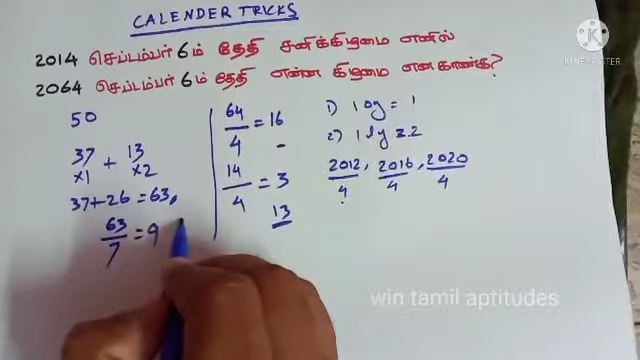 CALENDER TRICKS
2014 செப்டம்பர் 6ம் தேதி சனிக்கிழமை எனில்
2064 செப்டம்பர் 6ம் தேதி என்ன கிழமை எனகாண்க?
50
37 + 13
×1 ×2
37+26 = 63,
63/7 = 9
64/4 = 16
-
14/4 = 3
13
1) 1 oy = 1
2) 1 ly = 2
2012/4, 2016/4, 2020/4
KINEMASTER
win tamil aptitudes